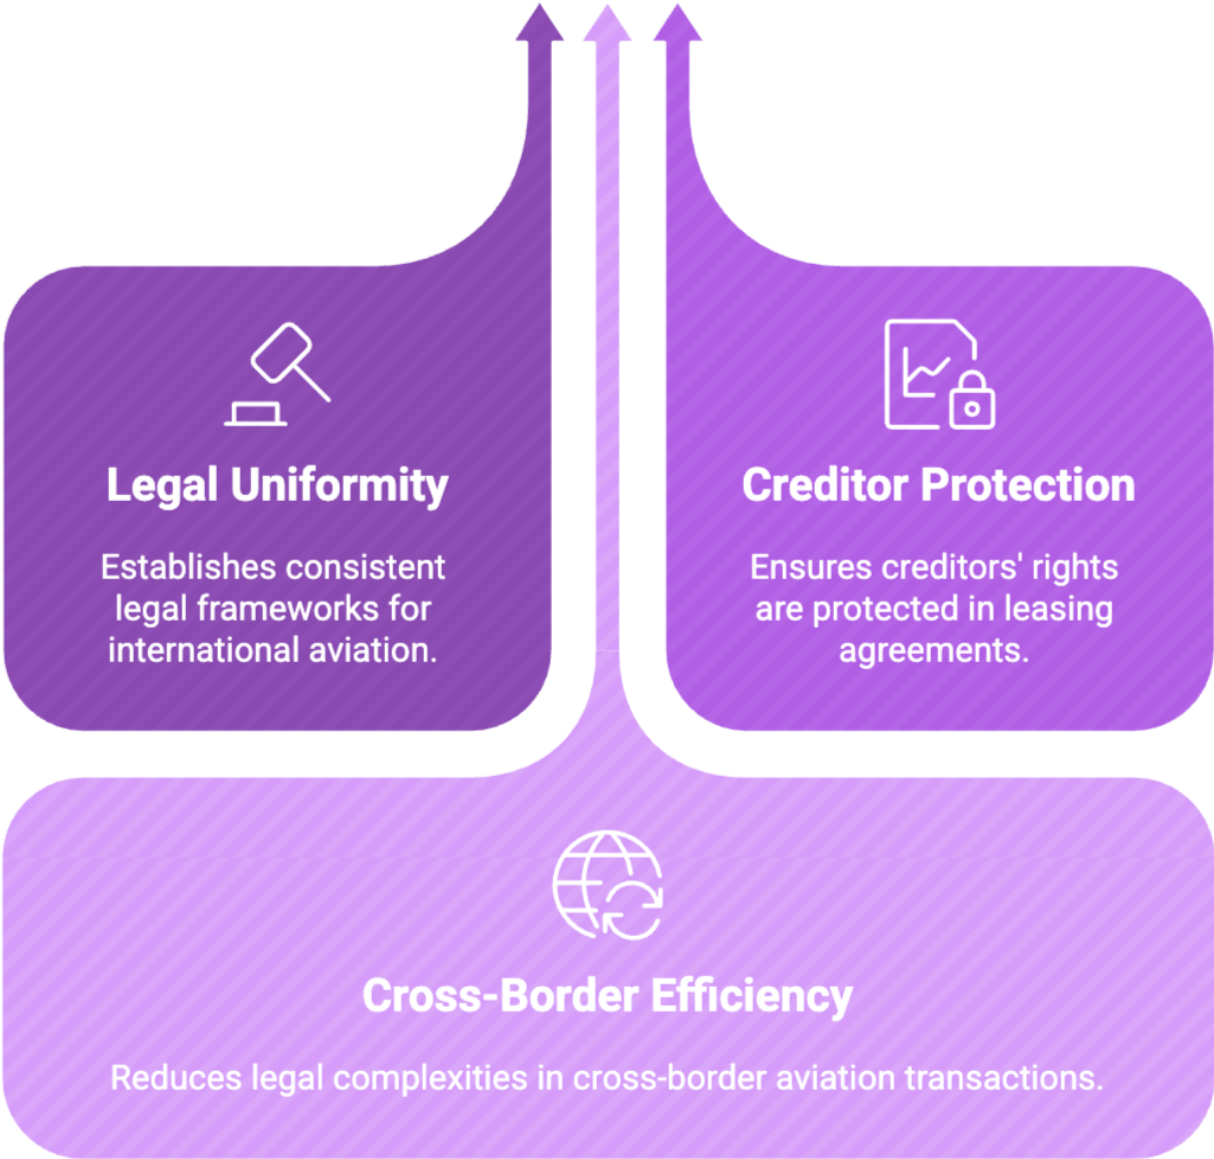 Legal Uniformity
Establishes consistent
legal frameworks for
international aviation.
Creditor Protection
Ensures creditors' rights
are protected in leasing
agreements.
Cross-Border Efficiency
Reduces legal complexities in cross-border aviation transactions.